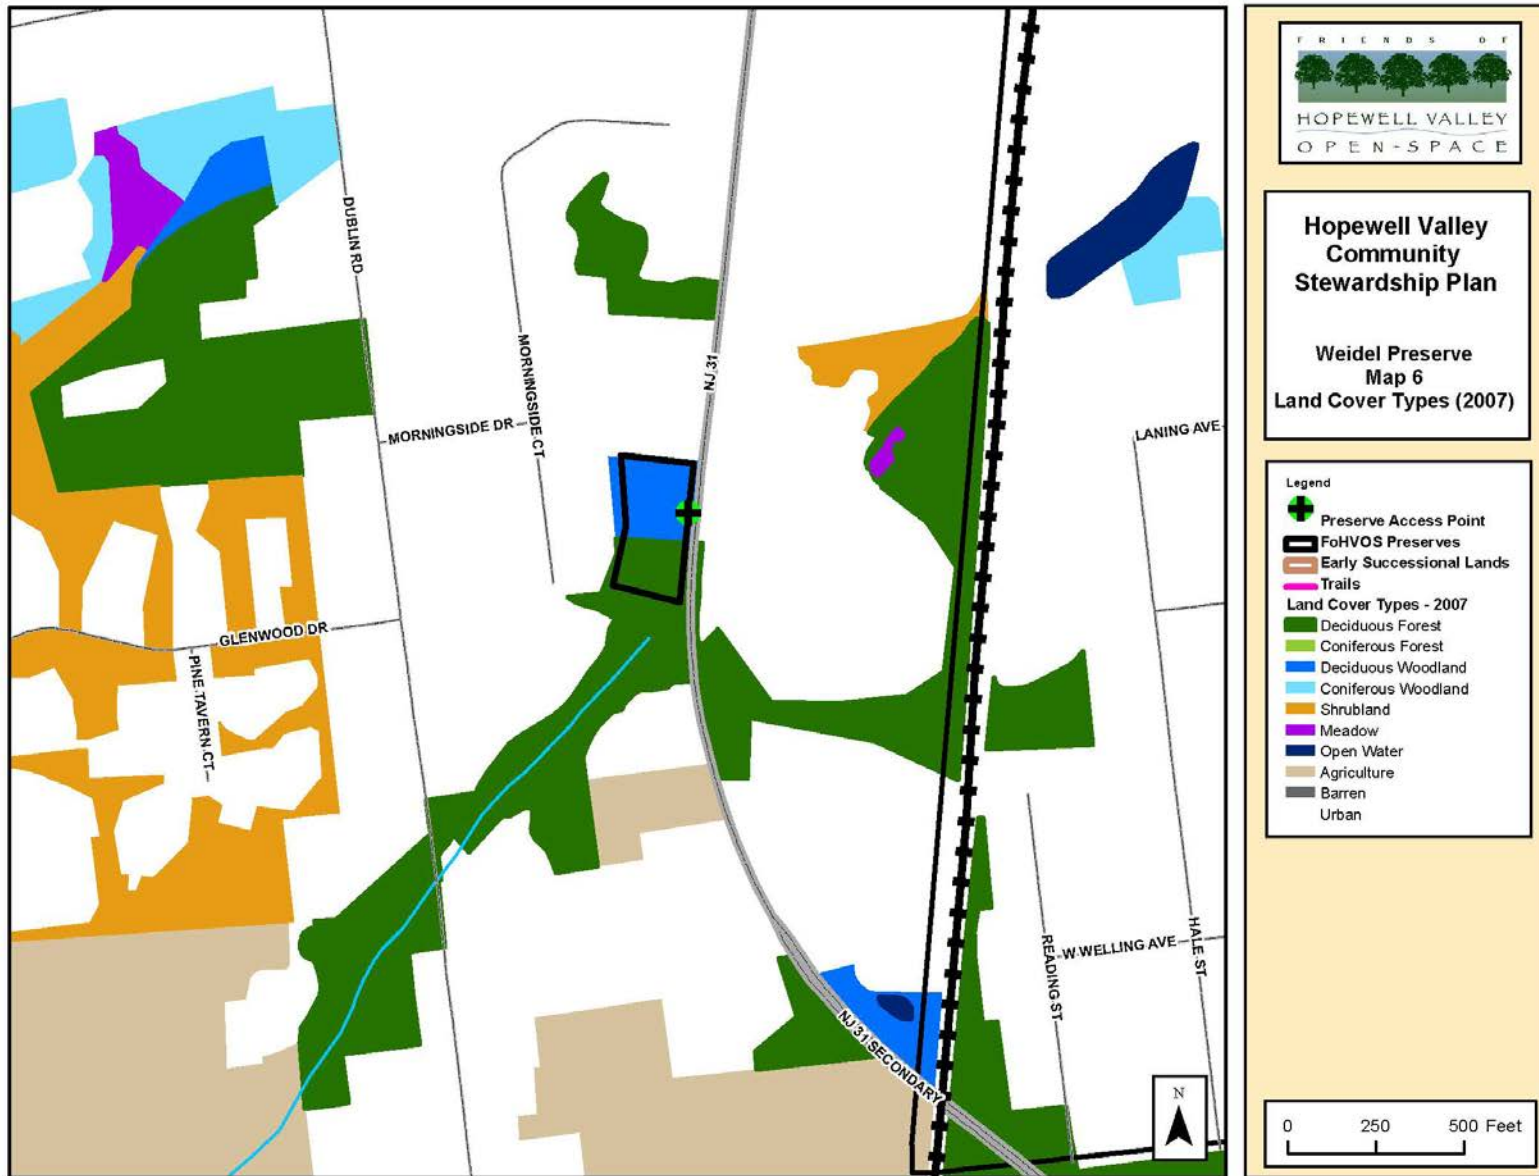 FRIENDS OF
HOPEWELL VALLEY
OPEN-SPACE
Hopewell Valley
Community
Stewardship Plan
Weidel Preserve
Map 6
Land Cover Types (2007)
Legend
Preserve Access Point
FoHVOS Preserves
Early Successional Lands
Trails
Land Cover Types - 2007
Deciduous Forest
Coniferous Forest
Deciduous Woodland
Coniferous Woodland
Shrubland
Meadow
Open Water
Agriculture
Barren
Urban
0 250 500 Feet
DUBLIN RD
MORNINGSIDE DR
MORNINGSIDE CT
NJ 31
LANING AVE
GLENWOOD DR
PINE TAVERN CT
NJ 31 SECONDARY
READING ST
W WELLING AVE
HALE ST
N